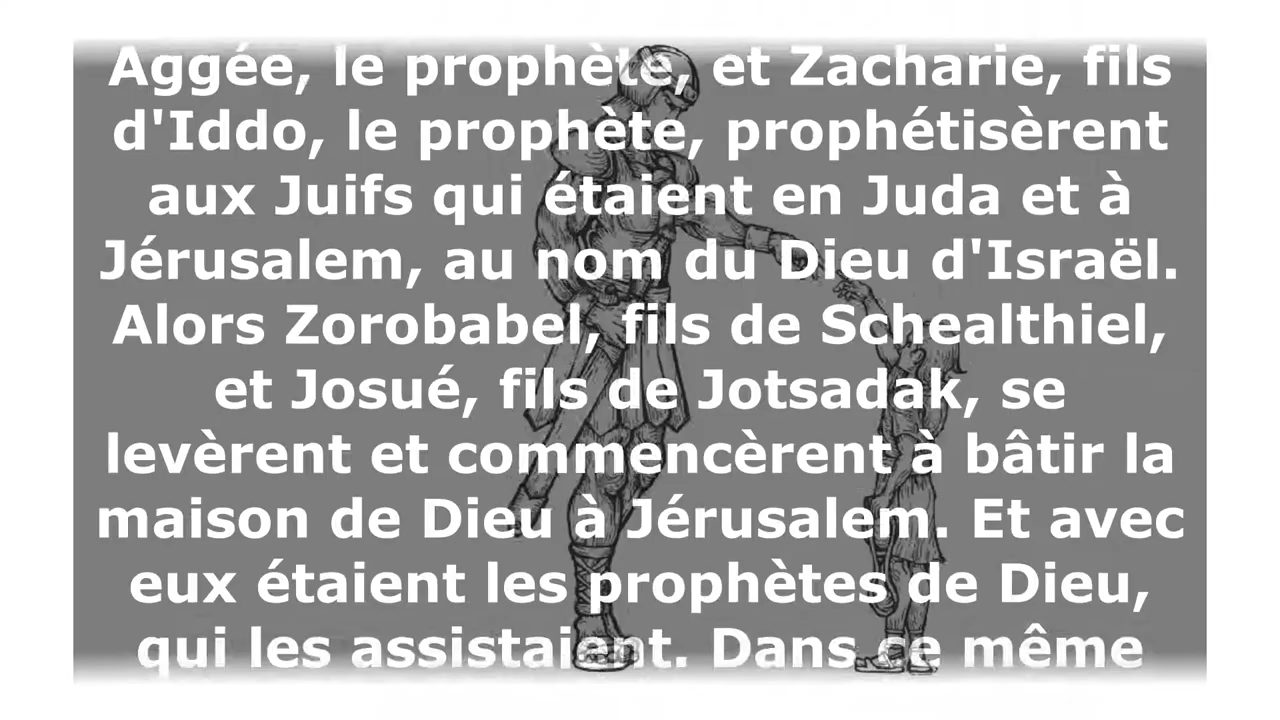 Aggée, le prophète, et Zacharie, fils
d'Iddo, le prophète, prophétisèrent
aux Juifs qui étaient en Juda et à
Jérusalem, au nom du Dieu d'Israël.
Alors Zorobabel, fils de Schealthiel,
et Josué, fils de Jotsadak, se
levèrent et commencèrent à bâtir la
maison de Dieu à Jérusalem. Et avec
eux étaient les prophètes de Dieu,
qui les assistaient. Dans ce même